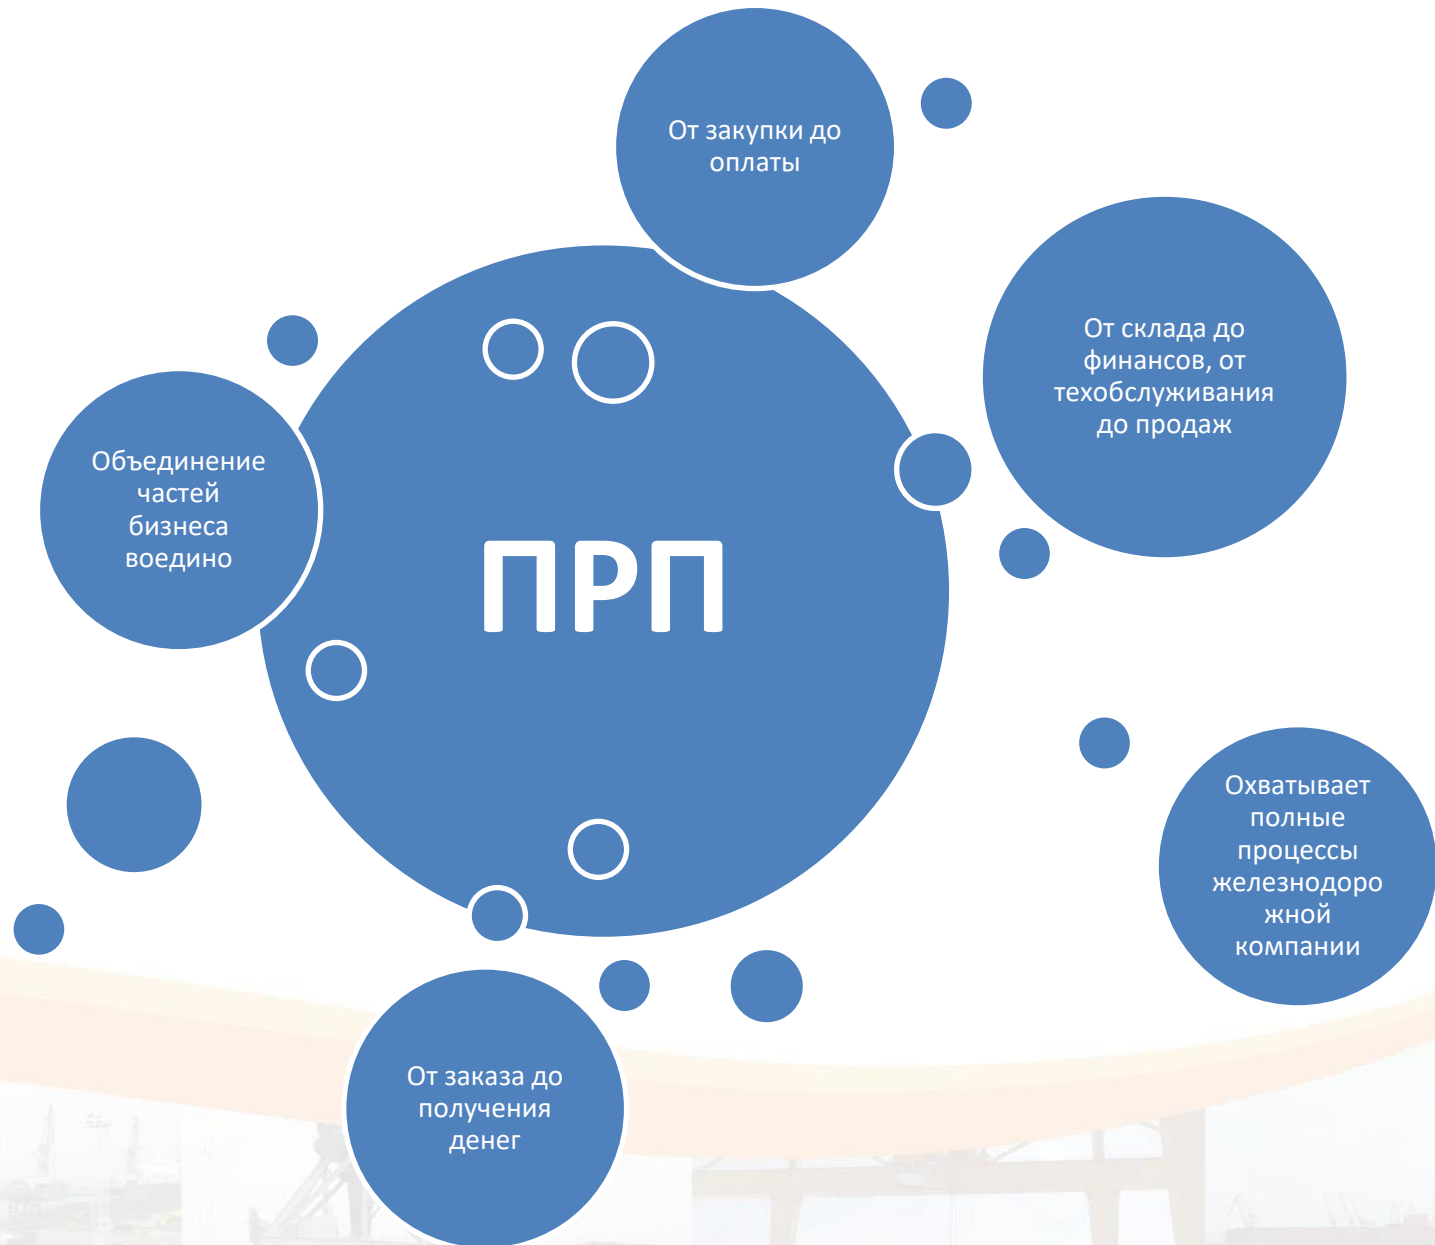 От закупки до
оплаты
От склада до
финансов, от
техобслуживания
до продаж
Объединение
частей
бизнеса
воедино
ПРП
Охватывает
полные
процессы
железнодоро
жной
компании
От заказа до
получения
денег